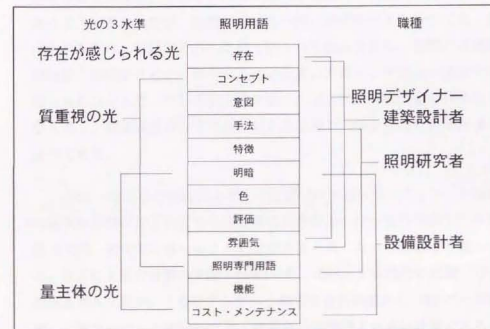 光の3水準
照明用語
職種
存在が感じられる光
質重視の光
量主体の光
存在
コンセプト
意図
手法
特徴
明暗
色
評価
雰囲気
照明専門用語
機能
コスト・メンテナンス
照明デザイナー
建築設計者
照明研究者
設備設計者